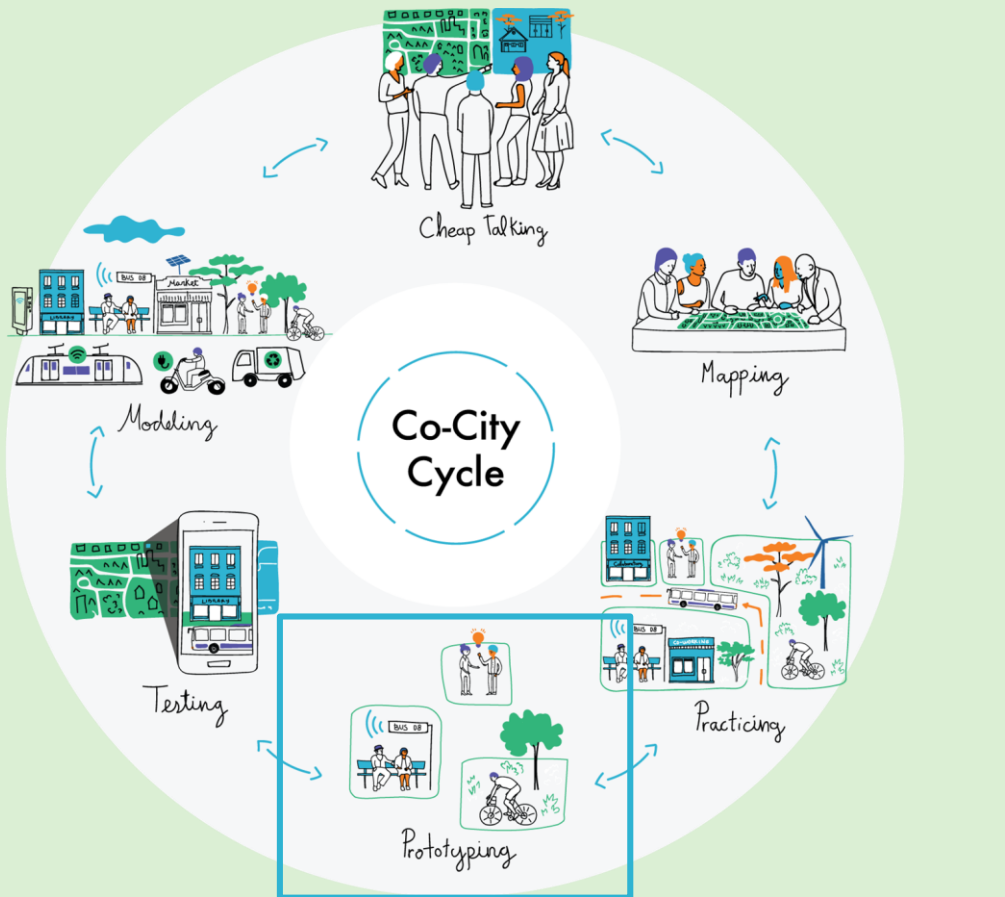 Cheap Talking
Mapping
Practicing
Prototyping
Testing
Modeling
Co-City
Cycle
BUS 08
Market
LIBRARY
LIBRARY
BUS 08
BUS 08
CO-WORKING